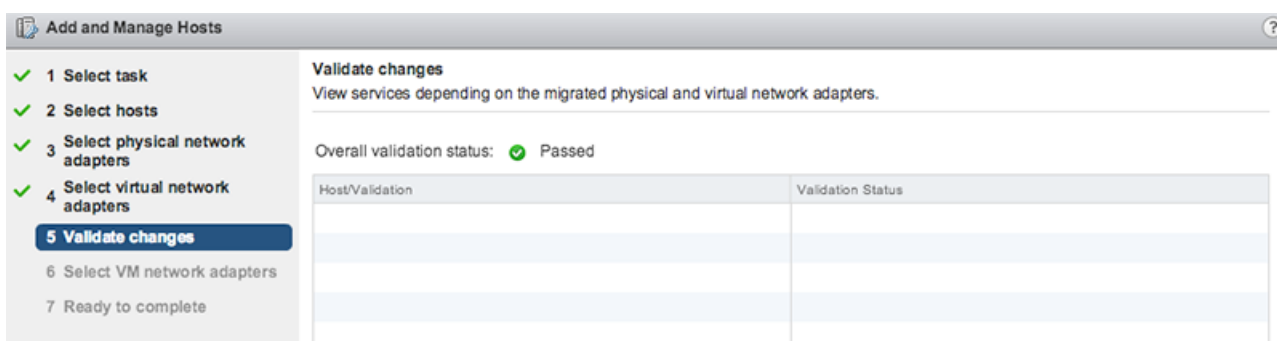 Add and Manage Hosts
?
1 Select task
2 Select hosts
3 Select physical network
adapters
4 Select virtual network
adapters
5 Validate changes
6 Select VM network adapters
7 Ready to complete
Validate changes
View services depending on the migrated physical and virtual network adapters.
Overall validation status: Passed
Host/Validation
Validation Status